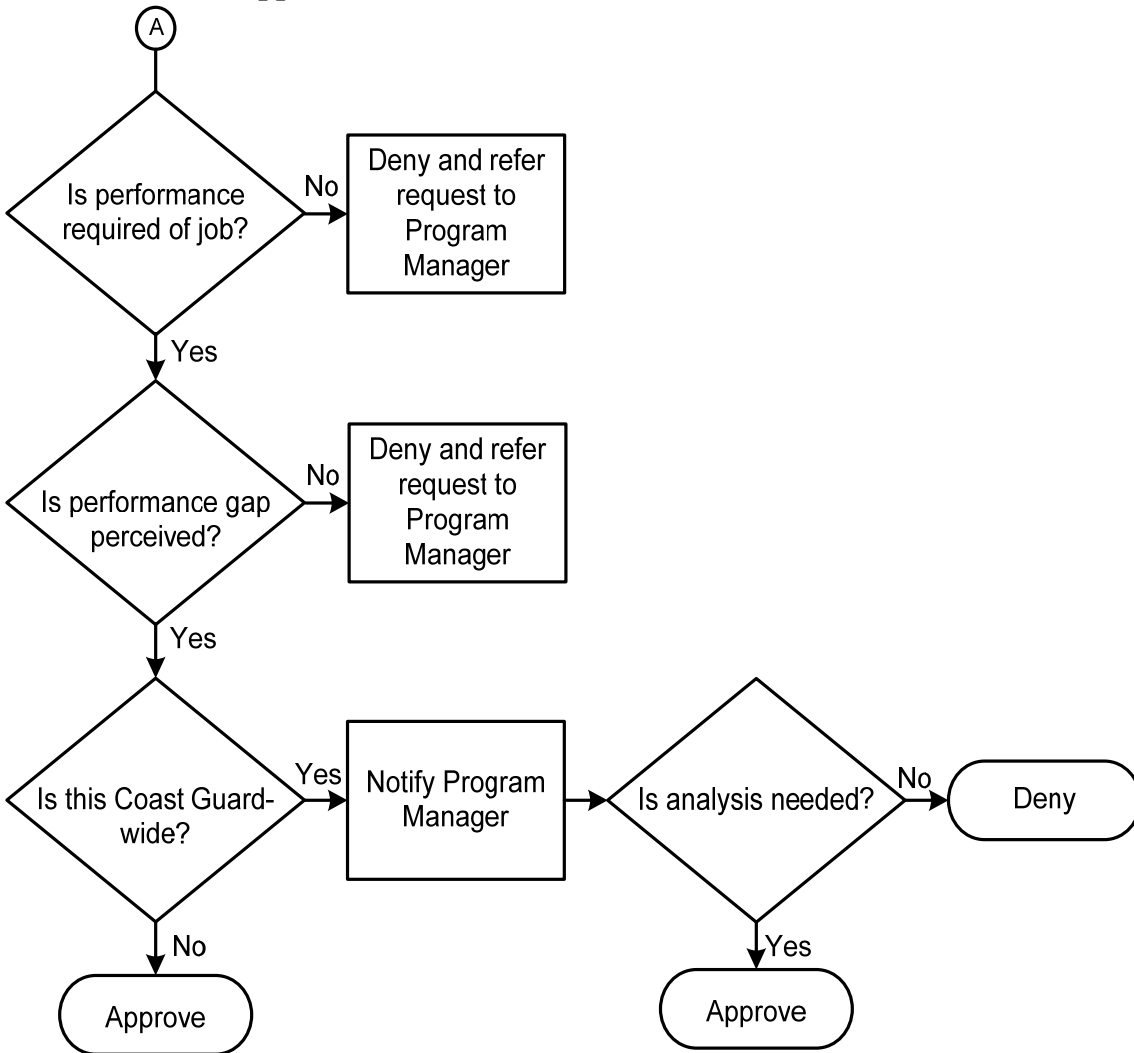 A
Is performance
required of job?
No
Deny and refer
request to
Program
Manager
Yes
Is performance gap
perceived?
No
Deny and refer
request to
Program
Manager
Yes
Is this Coast Guard-
wide?
Yes
Notify Program
Manager
Is analysis needed?
No
Deny
No
Approve
Yes
Approve